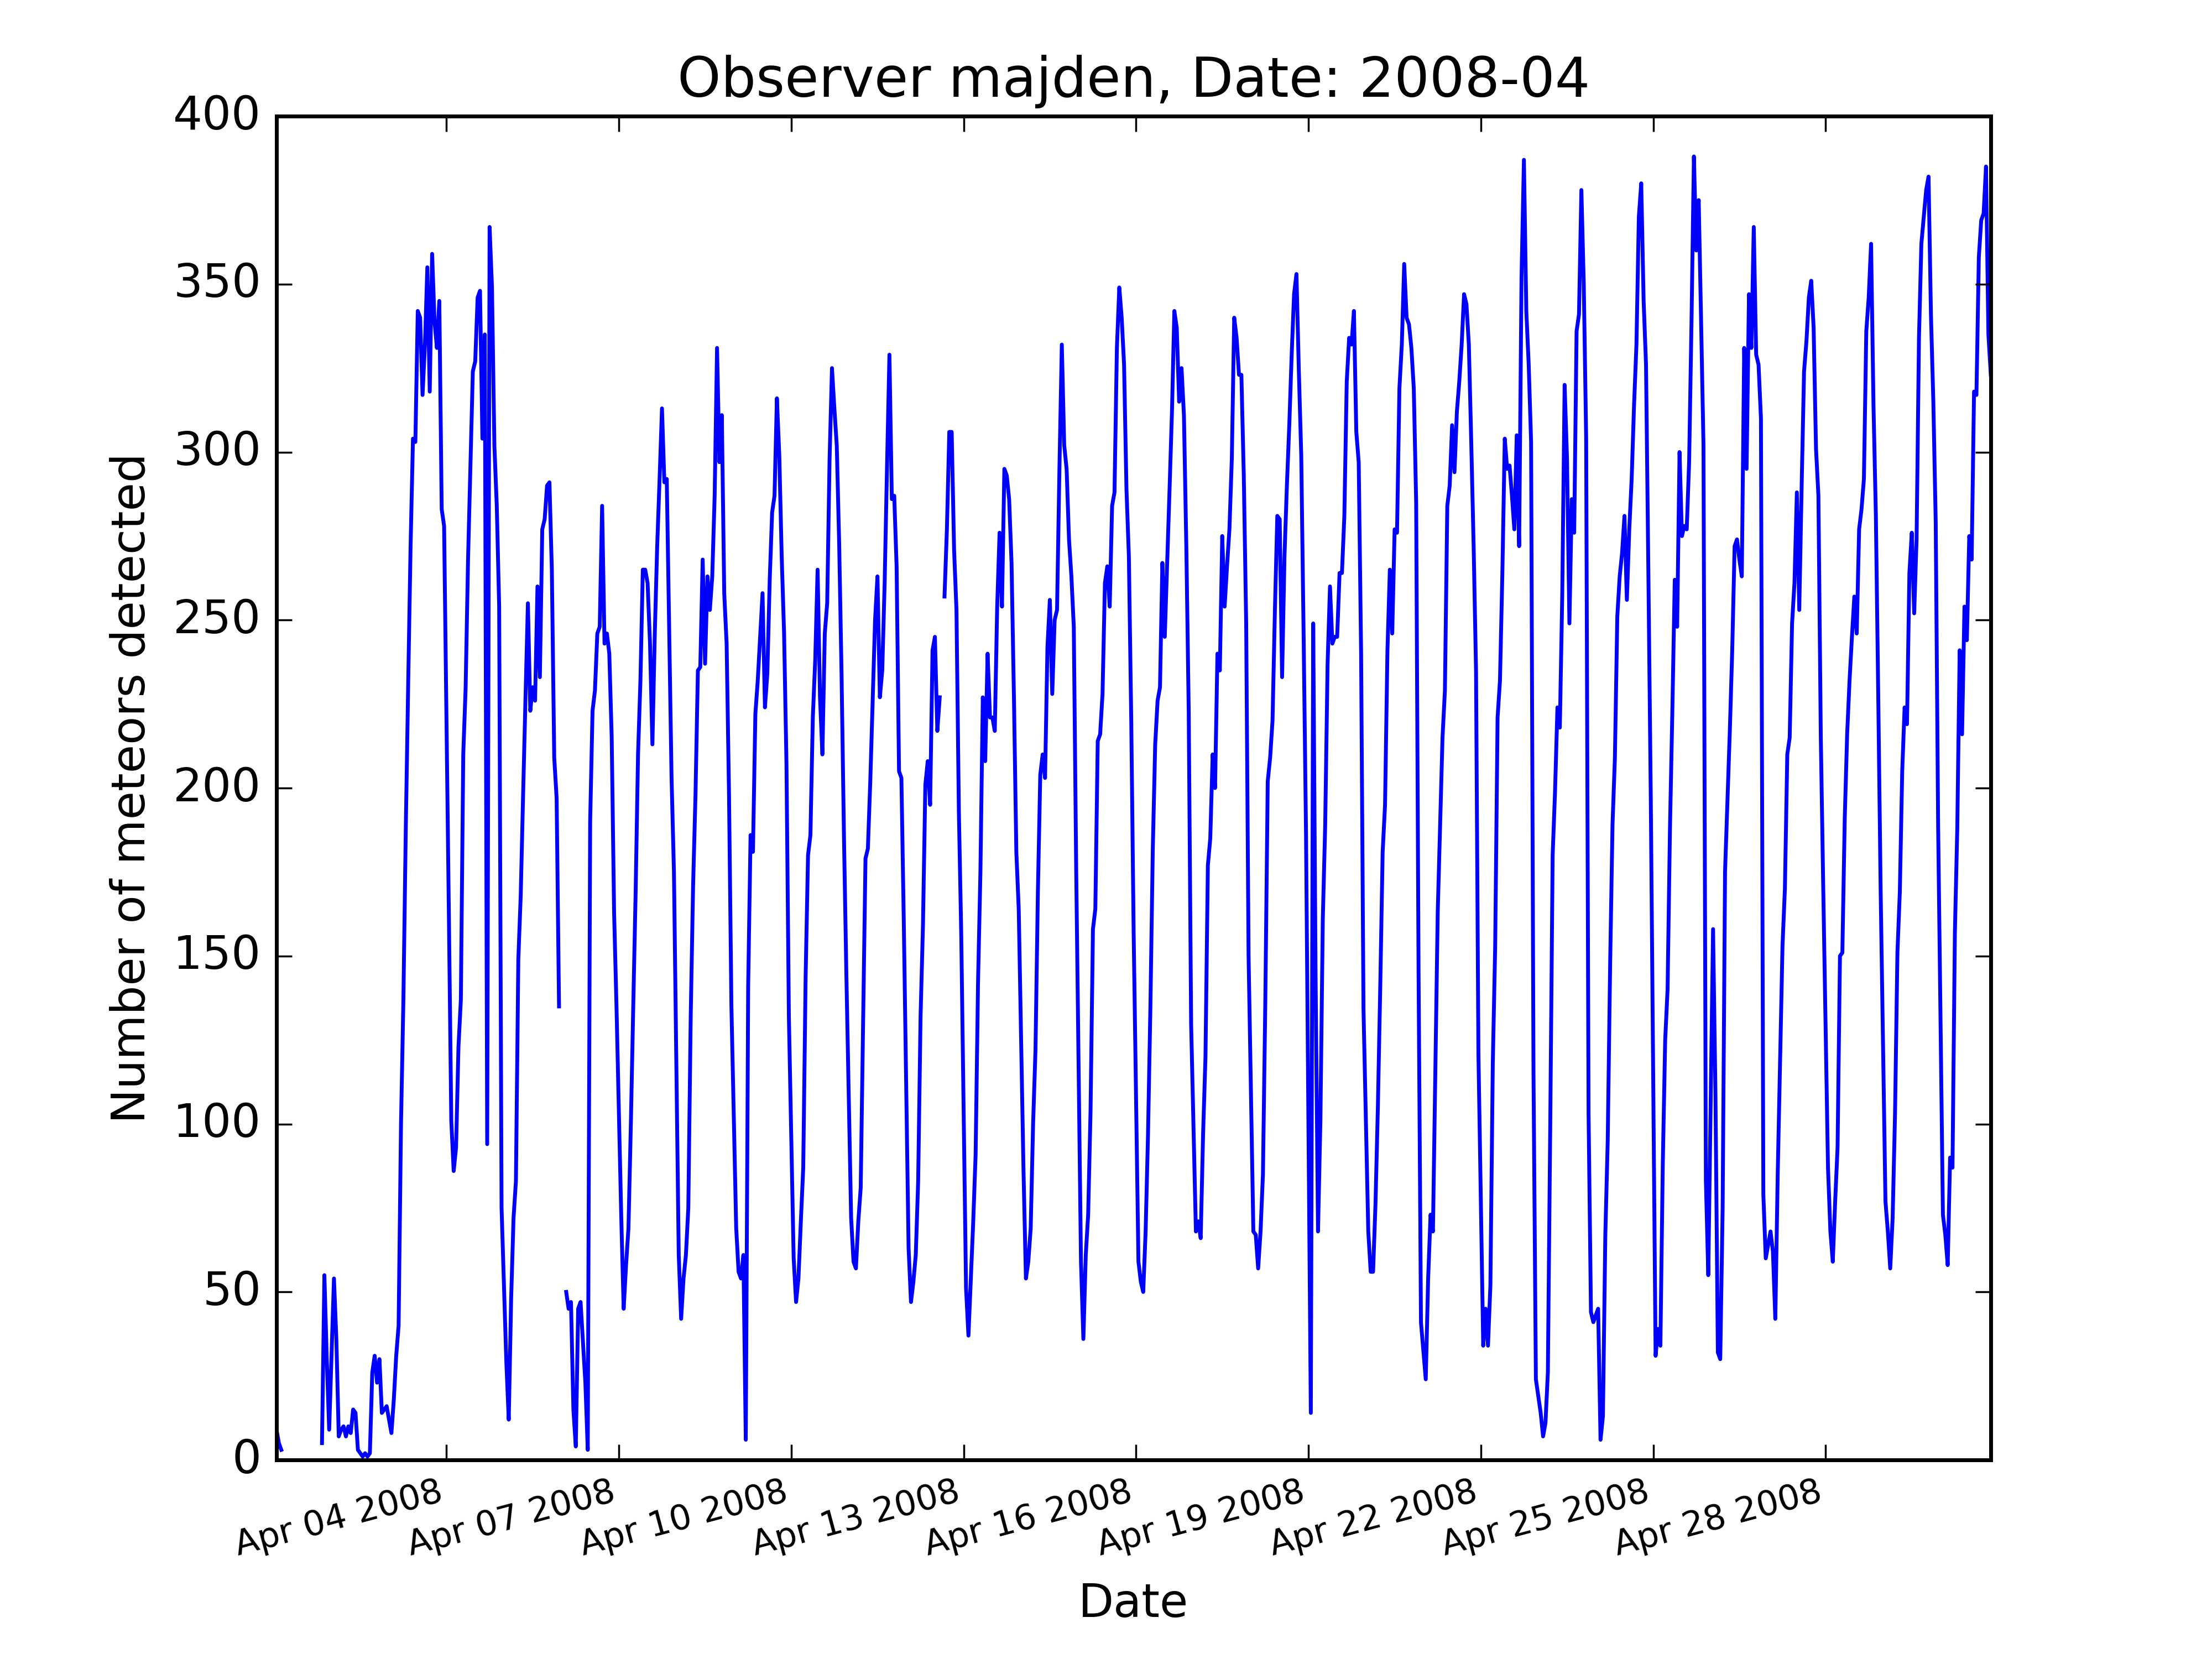 Observer majden, Date: 2008-04
400
350
300
250
200
150
100
50
0
Number of meteors detected
Apr 04 2008
Apr 07 2008
Apr 10 2008
Apr 13 2008
Apr 16 2008
Apr 19 2008
Apr 22 2008
Apr 25 2008
Apr 28 2008
Date